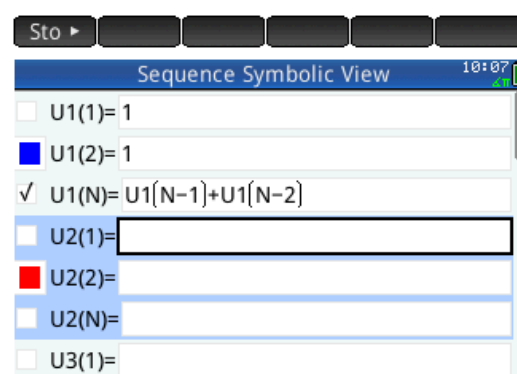 Sto ►
Sequence Symbolic View 10:07
∡π
U1(1)= 1
U1(2)= 1
√ U1(N)= U1(N−1)+U1(N−2)
U2(1)=
U2(2)=
U2(N)=
U3(1)=